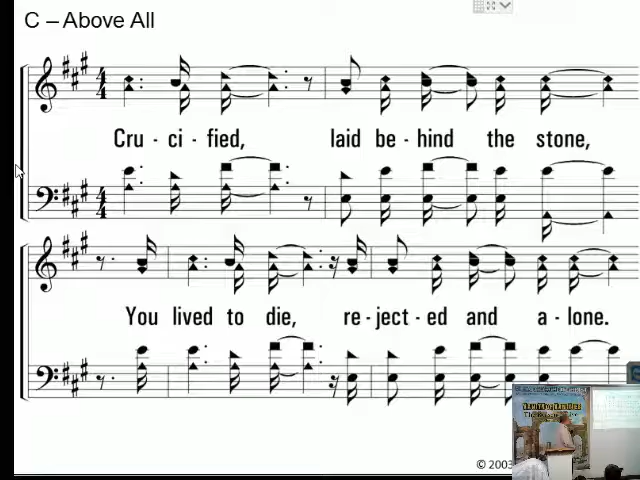 C – Above All
Cru - ci - fied, laid be - hind the stone,
You lived to die, re - ject - ed and a - lone.
© 2003